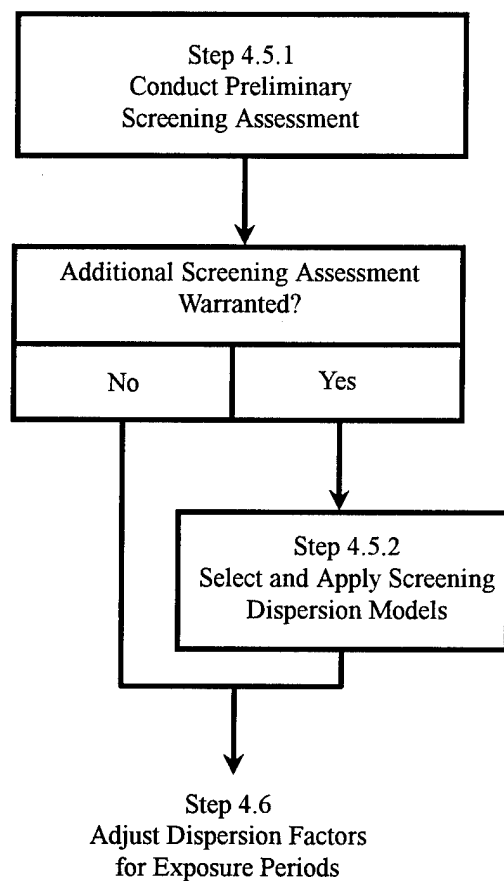 Step 4.5.1
Conduct Preliminary
Screening Assessment
Additional Screening Assessment
Warranted?
No
Yes
Step 4.5.2
Select and Apply Screening
Dispersion Models
Step 4.6
Adjust Dispersion Factors
for Exposure Periods